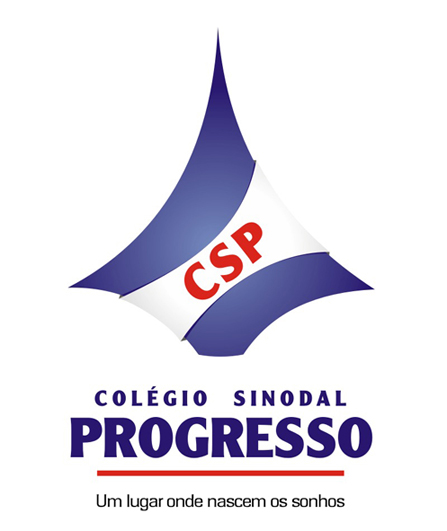 CSP
COLÉGIO SINODAL
PROGRESSO
Um lugar onde nascem os sonhos